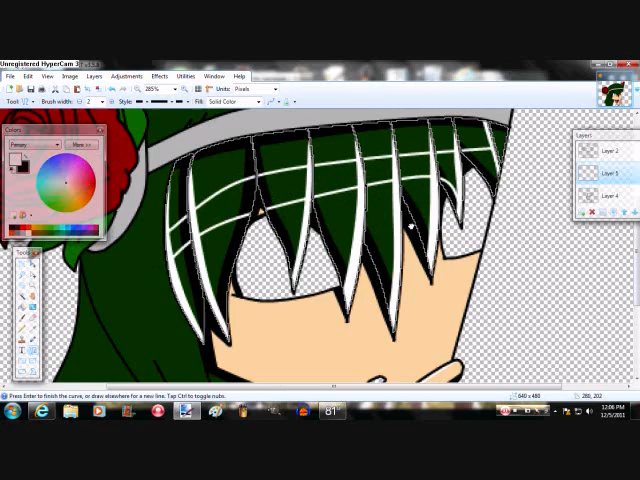 Unregistered HyperCam 3
File Edit View Image Layers Adjustments Effects Utilities Window Help
285% Units: Pixels
Tool: Brush width: 2 Style: Fill: Solid Color
Colors
Primary More >>
Layers
Layer 2
Layer 5
Layer 4
Tools
T
Press Enter to finish the curve, or draw elsewhere for a new line. Tap Ctrl to toggle nubs.
640 x 480
280, 202
81°
12:06 PM
12/5/2011